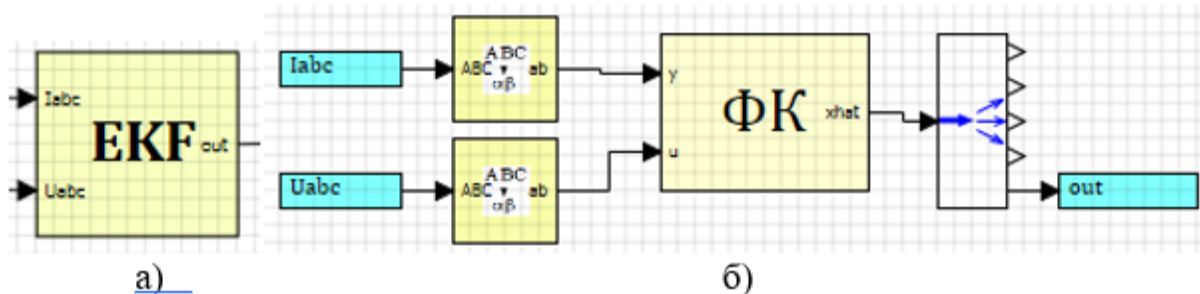 Iabc
EKF
out
Uabc
Iabc
ABC
ABC
ab
αβ
Uabc
ABC
ABC
ab
αβ
y
ФК
xhat
u
out
а)
б)